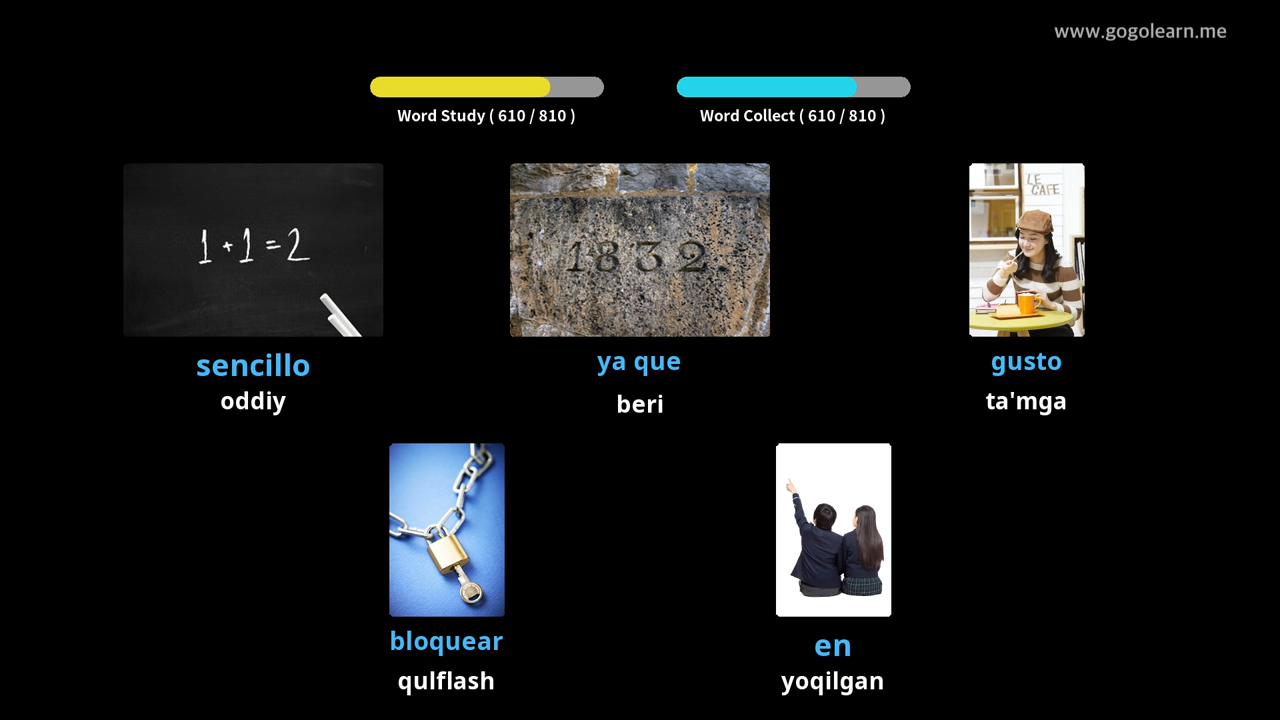 www.gogolearn.me
Word Study ( 610 / 810 )
Word Collect ( 610 / 810 )
1 + 1 = 2
1832.
LE CAFE
sencillo
oddiy
ya que
beri
gusto
ta'mga
bloquear
qulflash
en
yoqilgan